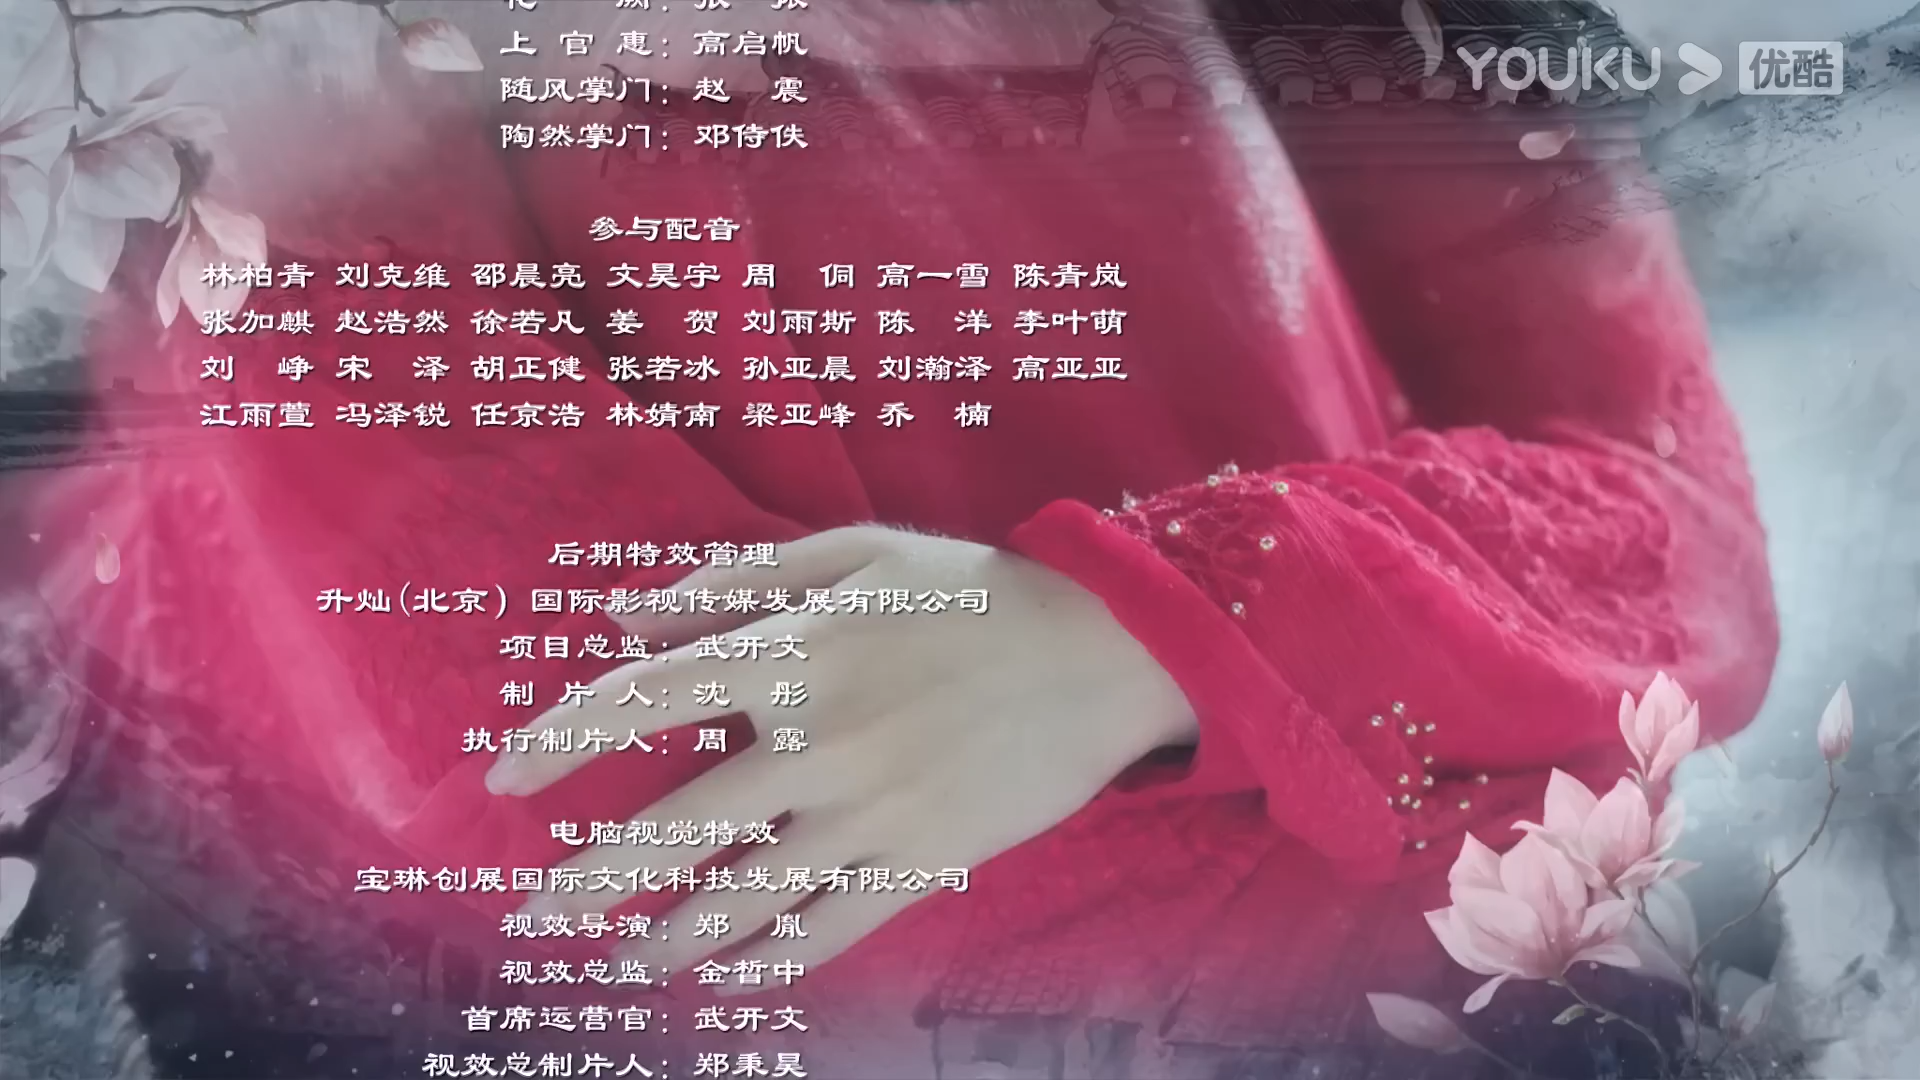 上官惠：高启帆
YOUKU 优酷
随风掌门：赵 震
陶然掌门：邓侍佚
参与配音
林柏青 刘克维 邵晨亮 文昊宇 周 侗 高一雪 陈青岚
张加麒 赵浩然 徐若凡 姜 贺 刘雨斯 陈 洋 李叶萌
刘 峥 宋 泽 胡正健 张若冰 孙亚晨 刘瀚泽 高亚亚
江雨萱 冯泽锐 任京浩 林婧南 梁亚峰 乔 楠
后期特效管理
升灿（北京）国际影视传媒发展有限公司
项目总监：武开文
制 片 人：沈 彤
执行制片人：周 露
电脑视觉特效
宝琳创展国际文化科技发展有限公司
视效导演：郑 胤
视效总监：金哲中
首席运营官：武开文
视效总制片人：郑秉昊